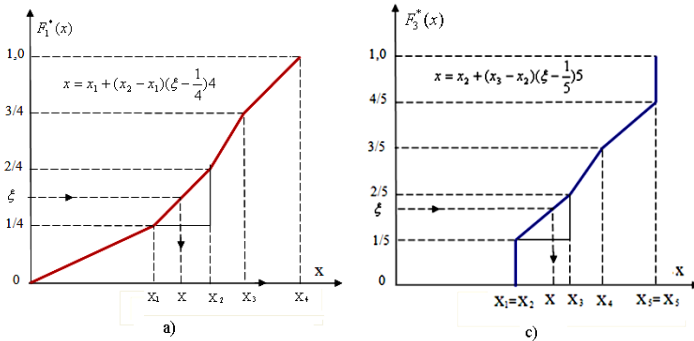 F₁*(x)
1,0
x = x₁ + (x₂ − x₁)(ξ − 1/4)4
3/4
2/4
ξ
1/4
0
X₁
X
X₂
X₃
X₄
X
a)
F₃*(x)
1,0
x = x₂ + (x₃ − x₂)(ξ − 1/5)5
4/5
3/5
2/5
ξ
1/5
0
X₁=X₂
X
X₃
X₄
X₅=X₅
x
c)